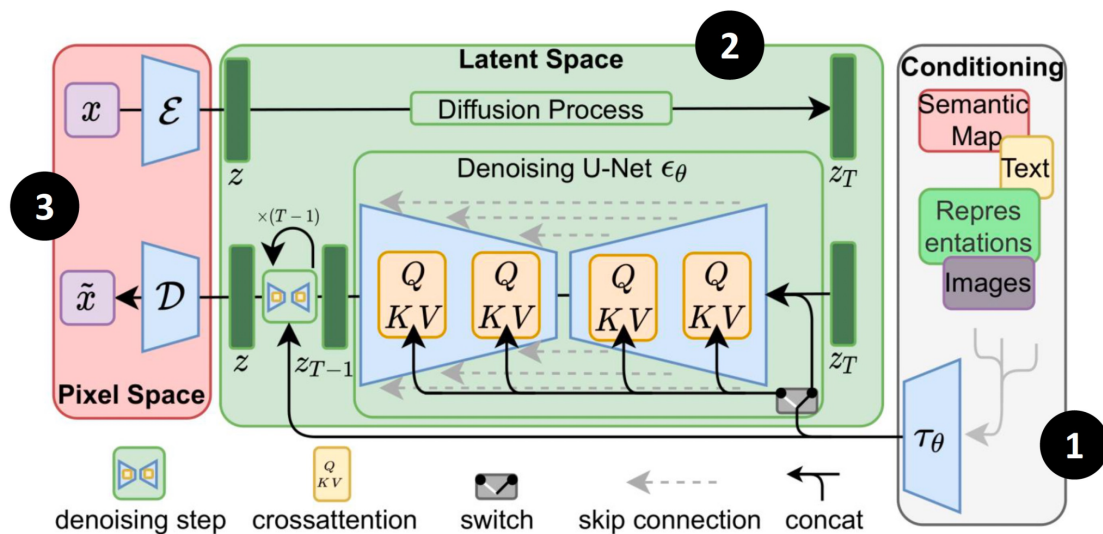 3
Pixel Space
x
ℰ
x̃
𝒟
2
Latent Space
z
Diffusion Process
z_T
Denoising U-Net ϵ_θ
×(T−1)
z
z_{T−1}
Q
KV
Q
KV
Q
KV
Q
KV
z_T
Conditioning
Semantic
Map
Text
Repres
entations
Images
τ_θ
1
denoising step
Q
KV
crossattention
switch
skip connection
concat